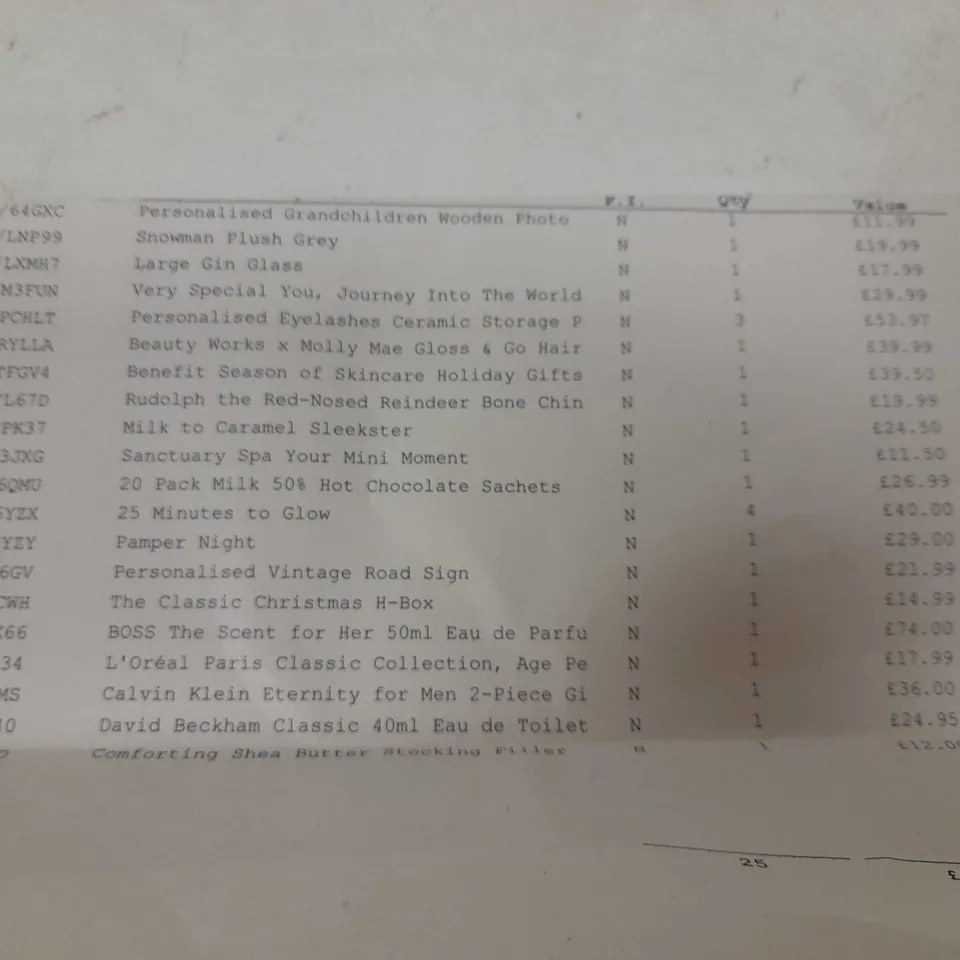 P.I. Qty Value
/64GXC Personalised Grandchildren Wooden Photo N 1 £11.99
/LNP99 Snowman Plush Grey N 1 £19.99
/LXMH7 Large Gin Glass N 1 £17.99
M3FUN Very Special You, Journey Into The World N 1 £29.99
PCHLT Personalised Eyelashes Ceramic Storage P N 3 £53.97
RYLLA Beauty Works x Molly Mae Gloss & Go Hair N 1 £39.99
TFGV4 Benefit Season of Skincare Holiday Gifts N 1 £39.50
L67D Rudolph the Red-Nosed Reindeer Bone Chin N 1 £19.99
PK37 Milk to Caramel Sleekster N 1 £24.50
3JXG Sanctuary Spa Your Mini Moment N 1 £11.50
6QMU 20 Pack Milk 50% Hot Chocolate Sachets N 1 £26.99
YZX 25 Minutes to Glow N 4 £40.00
YZY Pamper Night N 1 £29.00
6GV Personalised Vintage Road Sign N 1 £21.99
CWH The Classic Christmas H-Box N 1 £14.99
K66 BOSS The Scent for Her 50ml Eau de Parfu N 1 £74.00
34 L'Oréal Paris Classic Collection, Age Pe N 1 £17.99
MS Calvin Klein Eternity for Men 2-Piece Gi N 1 £36.00
0 David Beckham Classic 40ml Eau de Toilet N 1 £24.95
Comforting Shea Butter Stocking Filler N 1 £12.00
25 £